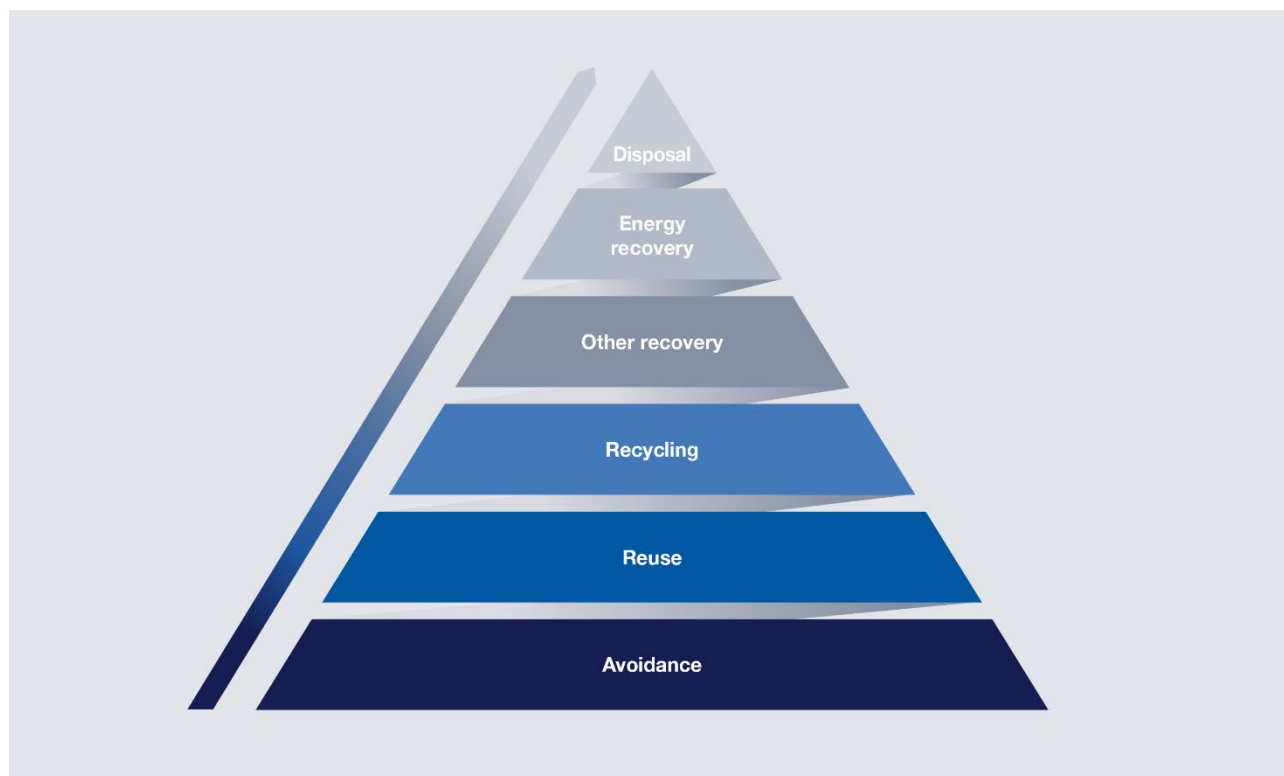 Disposal
Energy
recovery
Other recovery
Recycling
Reuse
Avoidance